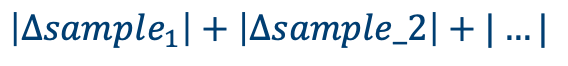 |Δsample₁| + |Δsample_2| + | … |